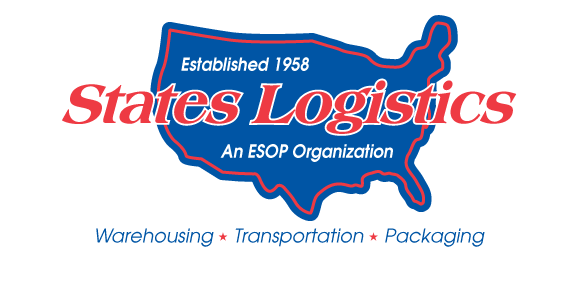 Established 1958
States Logistics
An ESOP Organization
Warehousing ★ Transportation ★ Packaging